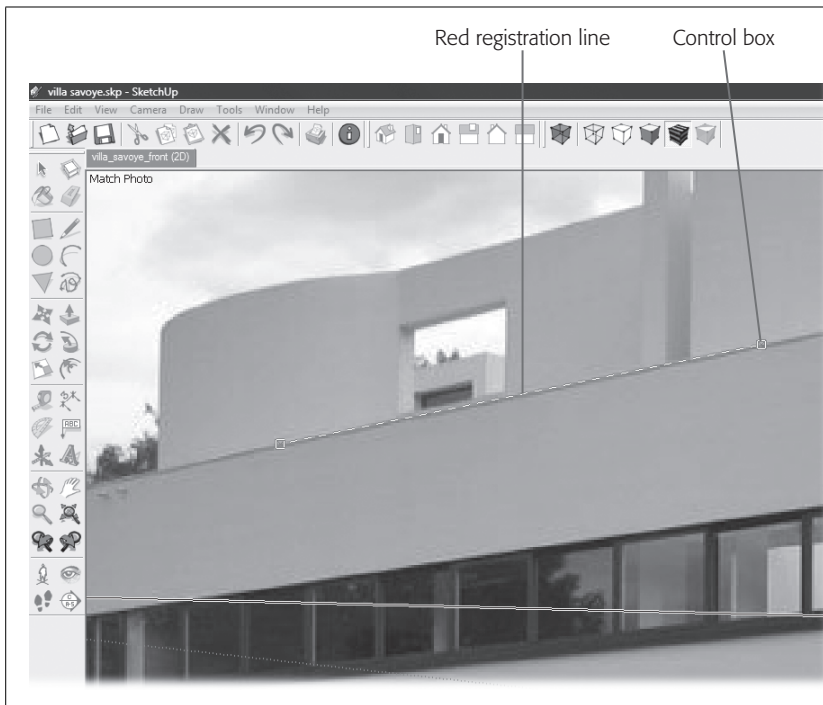 Red registration line Control box
villa savoye.skp - SketchUp
File Edit View Camera Draw Tools Window Help
villa_savoye_front (2D)
Match Photo
ABC